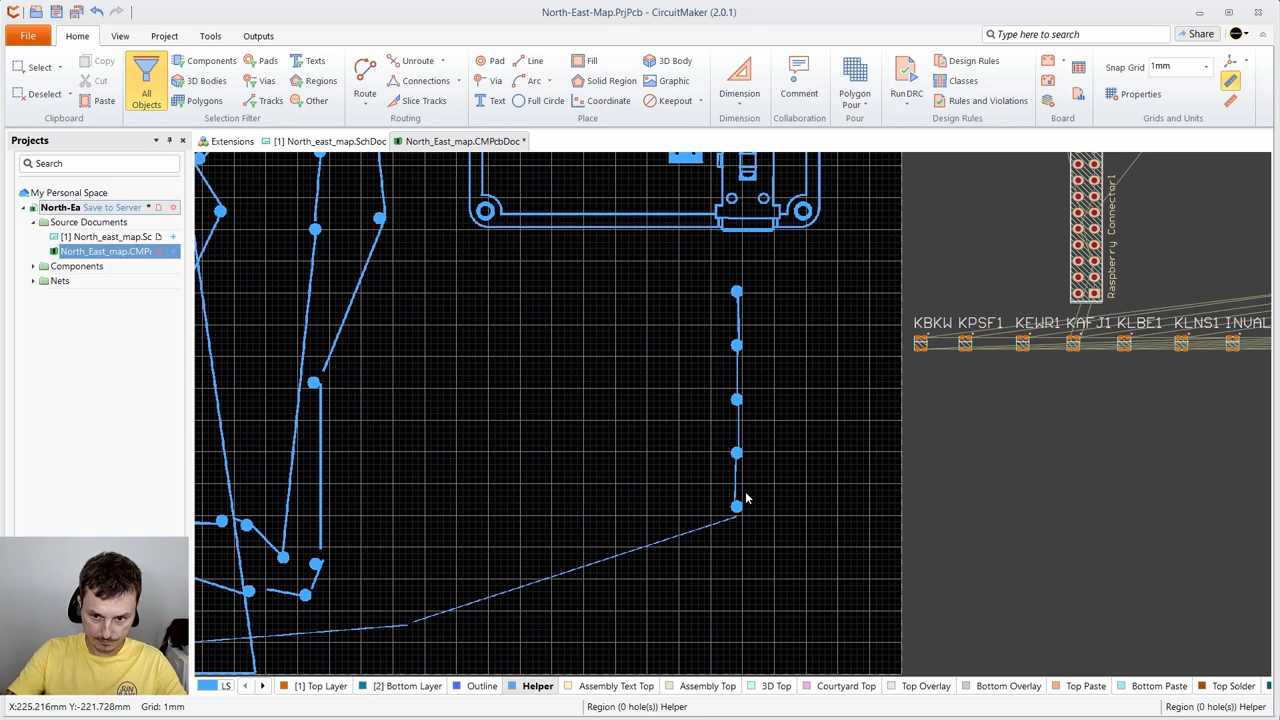 North-East-Map.PrjPcb - CircuitMaker (2.0.1)
File
Home
View
Project
Tools
Outputs
Type here to search
Share
Select
Deselect
Copy
Cut
Paste
Clipboard
All
Objects
Components
3D Bodies
Polygons
Pads
Vias
Tracks
Texts
Regions
Other
Selection Filter
Route
Unroute
Connections
Slice Tracks
Routing
Pad
Via
Text
Line
Arc
Full Circle
Fill
Solid Region
Coordinate
3D Body
Graphic
Keepout
Place
Dimension
Dimension
Comment
Collaboration
Polygon
Pour
Pour
Run DRC
Design Rules
Classes
Rules and Violations
Design Rules
Board
Snap Grid
1mm
Properties
Grids and Units
Projects
Search
My Personal Space
North-Ea Save to Server *
Source Documents
[1] North_east_map.Sc
North_East_map.CMPc
Components
Nets
Extensions
[1] North_east_map.SchDoc
North_East_map.CMPcbDoc *
Raspberry Connector1
KBKW KPSF1 KEWR1 KAFJ1 KLBE1 KLNS1 INVAL
SUN
LS
[1] Top Layer
[2] Bottom Layer
Outline
Helper
Assembly Text Top
Assembly Top
3D Top
Courtyard Top
Top Overlay
Bottom Overlay
Top Paste
Bottom Paste
Top Solder
X:225.216mm Y:-221.728mm Grid: 1mm
Region (0 hole(s)) Helper
Region (0 hole(s)) Helper